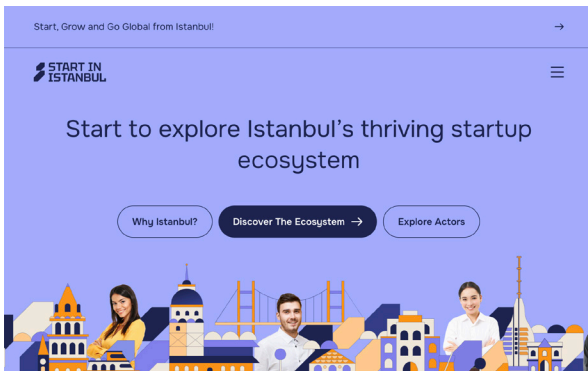 Start, Grow and Go Global from Istanbul!
START IN
ISTANBUL
Start to explore Istanbul's thriving startup
ecosystem
Why Istanbul?
Discover The Ecosystem →
Explore Actors